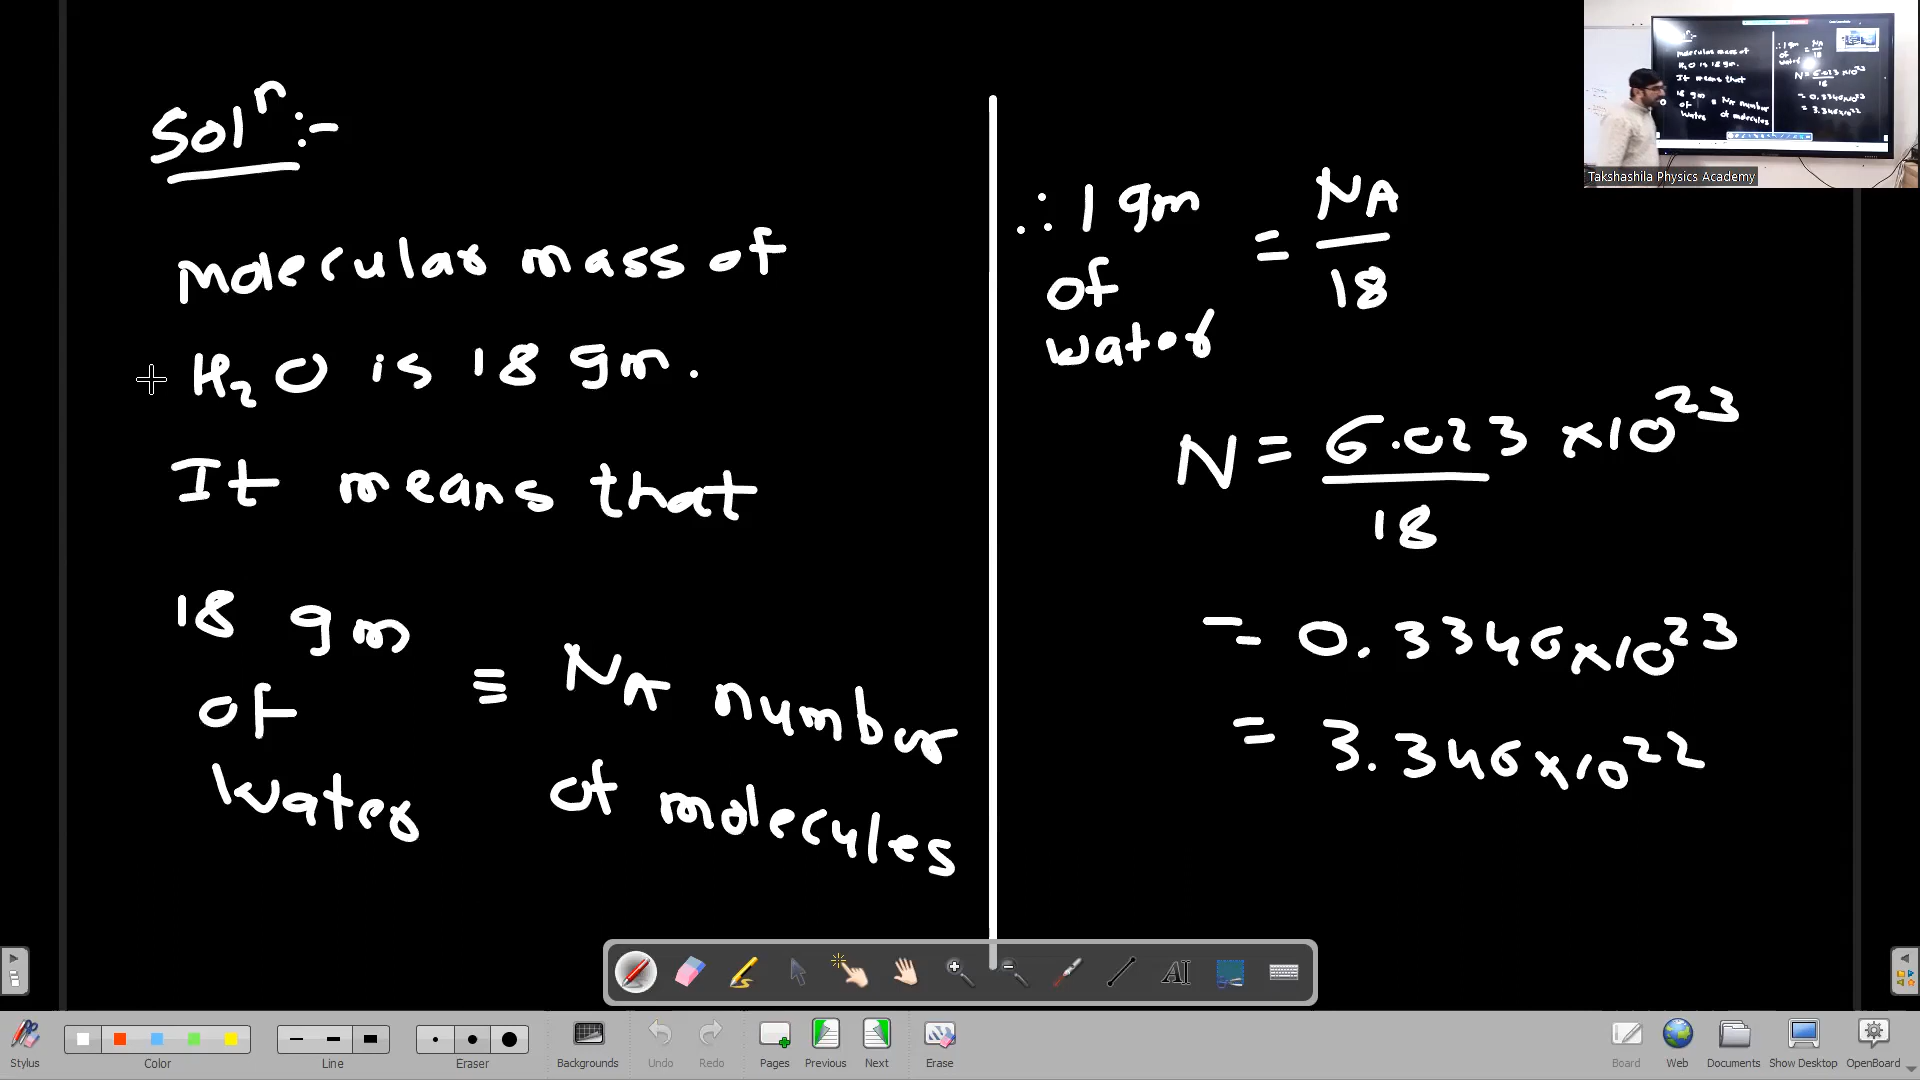 Solⁿ:-
molecular mass of
H₂O is 18 gm.
It means that
18 gm
of
water
≡ NA number
of molecules
∴ 1 gm
of
water
= NA/18
N = 6.023 ×10²³
18
= 0.3346×10²³
= 3.346×10²²
Takshashila Physics Academy
AI
Stylus
Color
Line
Eraser
Backgrounds
Undo
Redo
Pages
Previous
Next
Erase
Board
Web
Documents
Show Desktop
OpenBoard